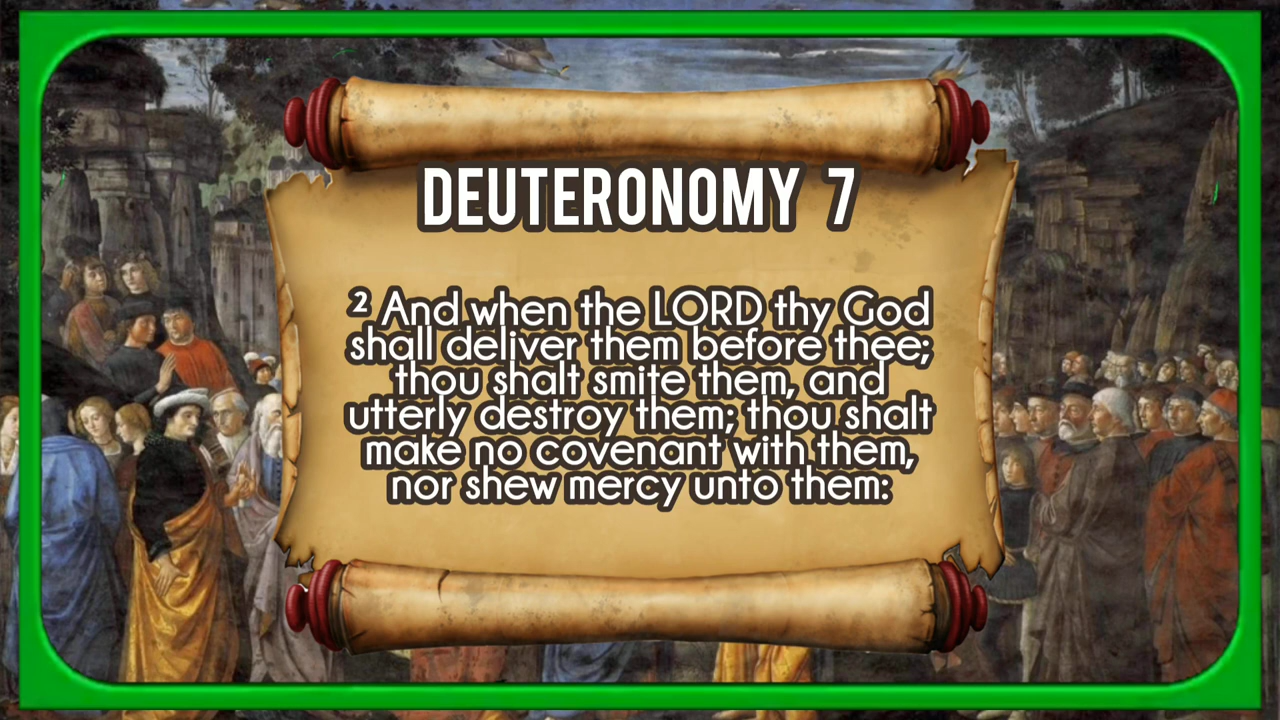 DEUTERONOMY 7
² And when the LORD thy God
shall deliver them before thee;
thou shalt smite them, and
utterly destroy them; thou shalt
make no covenant with them,
nor shew mercy unto them: